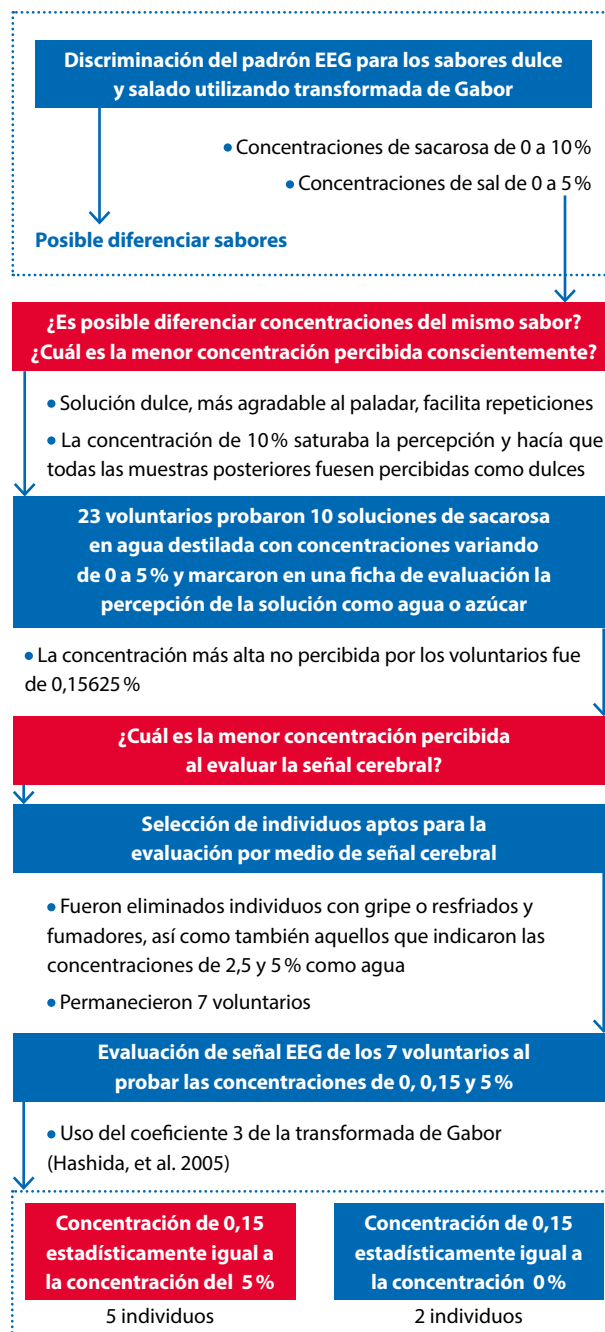 Discriminación del padrón EEG para los sabores dulce
y salado utilizando transformada de Gabor
• Concentraciones de sacarosa de 0 a 10 %
• Concentraciones de sal de 0 a 5 %
Posible diferenciar sabores
¿Es posible diferenciar concentraciones del mismo sabor?
¿Cuál es la menor concentración percibida conscientemente?
• Solución dulce, más agradable al paladar, facilita repeticiones
• La concentración de 10 % saturaba la percepción y hacía que
todas las muestras posteriores fuesen percibidas como dulces
23 voluntarios probaron 10 soluciones de sacarosa
en agua destilada con concentraciones variando
de 0 a 5 % y marcaron en una ficha de evaluación la
percepción de la solución como agua o azúcar
• La concentración más alta no percibida por los voluntarios fue
de 0,15625 %
¿Cuál es la menor concentración percibida
al evaluar la señal cerebral?
Selección de individuos aptos para la
evaluación por medio de señal cerebral
• Fueron eliminados individuos con gripe o resfriados y
fumadores, así como también aquellos que indicaron las
concentraciones de 2,5 y 5 % como agua
• Permanecieron 7 voluntarios
Evaluación de señal EEG de los 7 voluntarios al
probar las concentraciones de 0, 0,15 y 5 %
• Uso del coeficiente 3 de la transformada de Gabor
(Hashida, et al. 2005)
Concentración de 0,15
estadísticamente igual a
la concentración del 5 %
5 individuos
Concentración de 0,15
estadísticamente igual a
la concentración 0 %
2 individuos